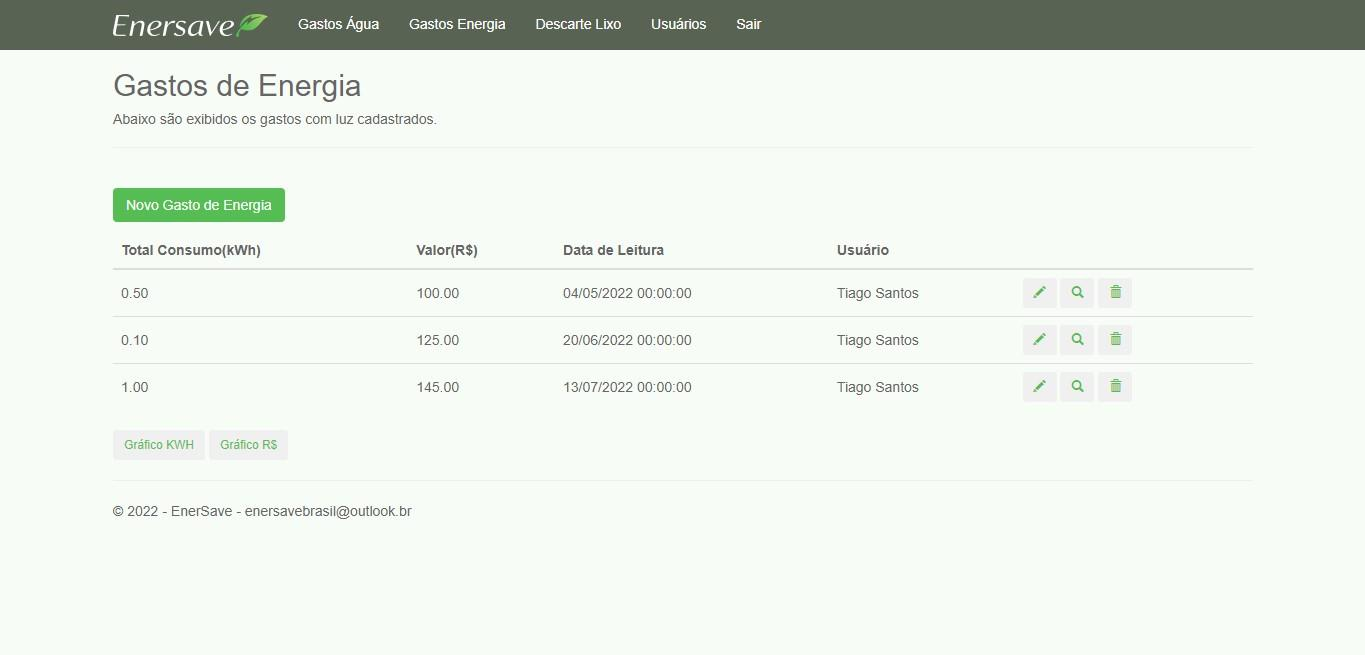 Enersave Gastos Água Gastos Energia Descarte Lixo Usuários Sair
Gastos de Energia
Abaixo são exibidos os gastos com luz cadastrados.
Novo Gasto de Energia
Total Consumo(kWh) Valor(R$) Data de Leitura Usuário
0.50 100.00 04/05/2022 00:00:00 Tiago Santos
0.10 125.00 20/06/2022 00:00:00 Tiago Santos
1.00 145.00 13/07/2022 00:00:00 Tiago Santos
Gráfico KWH Gráfico R$
© 2022 - EnerSave - enersavebrasil@outlook.br